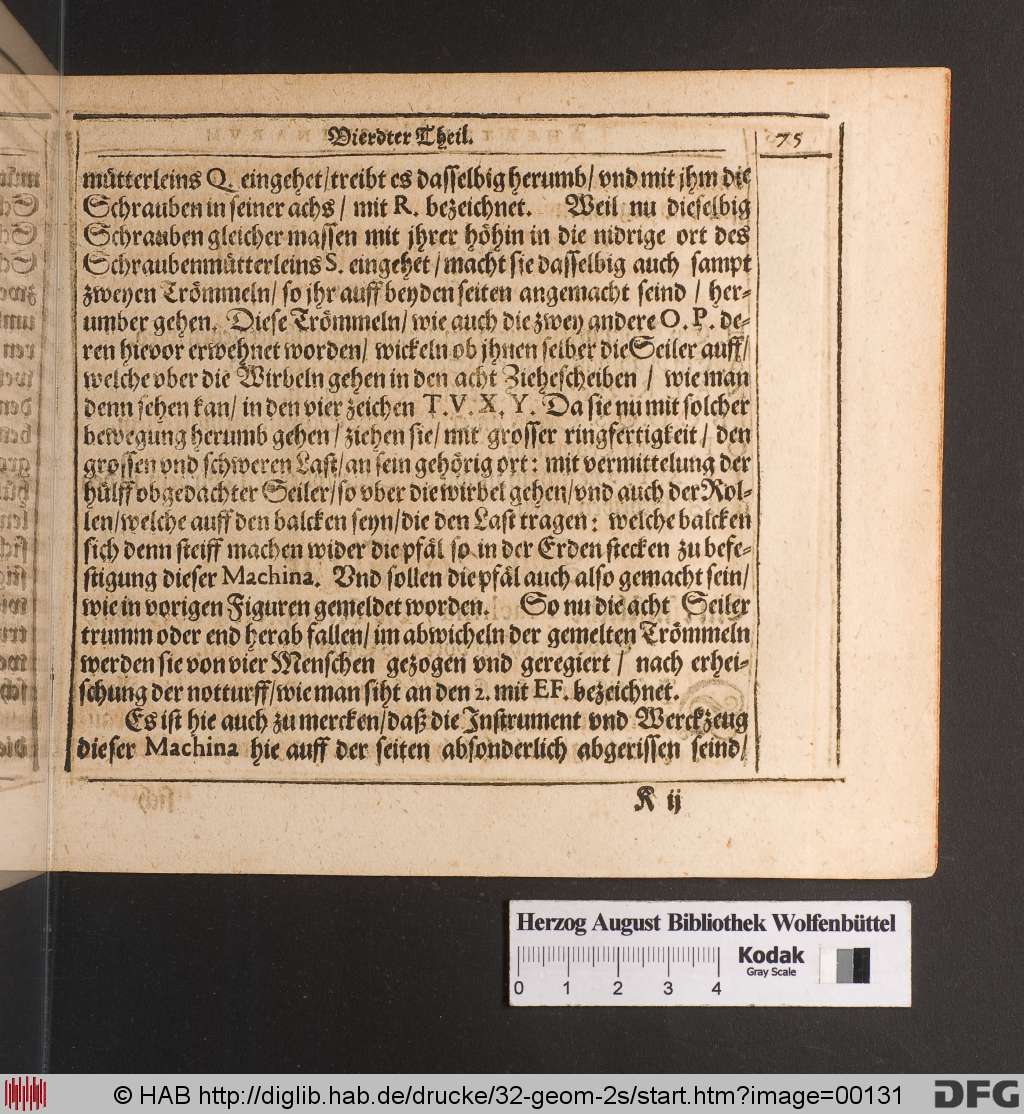 Vierdter Theil.
75
mütterleins Q. eingehet/treibt es dasselbig herumb/ vnd mit jhm die
Schrauben in seiner achs/ mit R. bezeichnet. Weil nu dieselbig
Schrauben gleicher massen mit jhrer höhin in die nidrige ort des
Schraubenmütterleins S. eingehet/macht sie dasselbig auch sampt
zweyen Trömmeln/ so jhr auff beyden seiten angemacht seind / her-
umber gehen. Diese Trömmeln/ wie auch die zwey andere O. P. de-
ren hievor erwehnet worden/ wickeln ob jhnen selber die Seiler auff/
welche vber die Wirbeln gehen in den acht Ziehescheiben / wie man
denn sehen kan/ in den vier zeichen T.V. X, Y. Da sie nu mit solcher
bewegung herumb gehen/ ziehen sie/ mit grosser ringfertigkeit/ den
grossen vnd schweren Last/an sein gehörig ort: mit vermittelung der
hülff obgedachter Seiler/so vber die wirbel gehen/vnd auch der Rol-
len/welche auff den balcken seyn/die den Last tragen: welche balcken
sich denn steiff machen wider die pfäl so in der Erden stecken zu befe-
stigung dieser Machina. Vnd sollen die pfäl auch also gemacht sein/
wie in vorigen Figuren gemeldet worden. So nu die acht Seiler
trumm oder end herab fallen/ im abwicheln der gemelten Trömmeln
werden sie von vier Menschen gezogen vnd geregiert / nach erhei-
schung der notturff/wie man siht an den 2. mit EF. bezeichnet.
Es ist hie auch zu mercken/daß die Instrument vnd Werckzeug
dieser Machina hie auff der seiten absonderlich abgerissen seind/
K ij
Herzog August Bibliothek Wolfenbüttel
Kodak
Gray Scale
0 1 2 3 4
© HAB http://diglib.hab.de/drucke/32-geom-2s/start.htm?image=00131
DFG